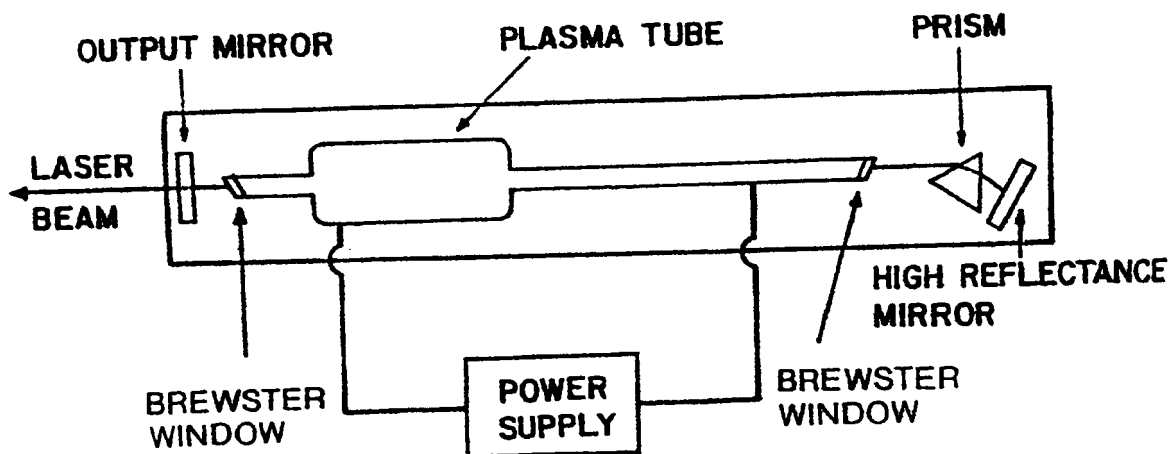 OUTPUT MIRROR
PLASMA TUBE
PRISM
LASER
BEAM
HIGH REFLECTANCE
MIRROR
BREWSTER
WINDOW
POWER
SUPPLY
BREWSTER
WINDOW